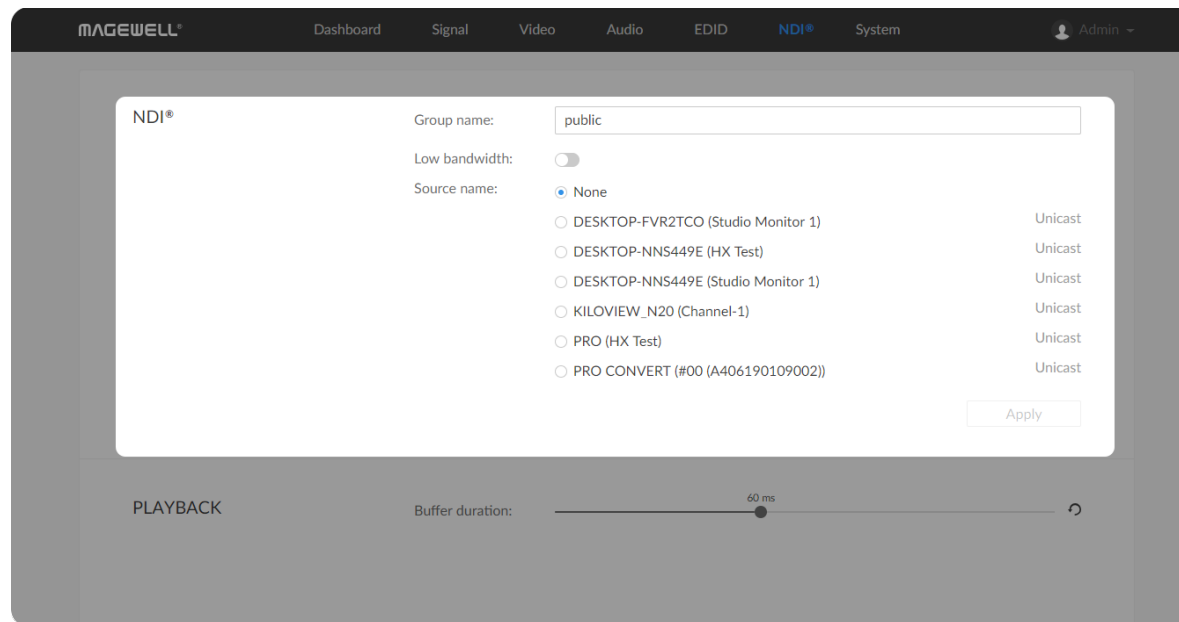 MAGEWELL® Dashboard Signal Video Audio EDID NDI® System Admin
NDI® Group name: public
Low bandwidth:
Source name: None
DESKTOP-FVR2TCO (Studio Monitor 1) Unicast
DESKTOP-NNS449E (HX Test) Unicast
DESKTOP-NNS449E (Studio Monitor 1) Unicast
KILOVIEW_N20 (Channel-1) Unicast
PRO (HX Test) Unicast
PRO CONVERT (#00 (A406190109002)) Unicast
Apply
60 ms
PLAYBACK Buffer duration: